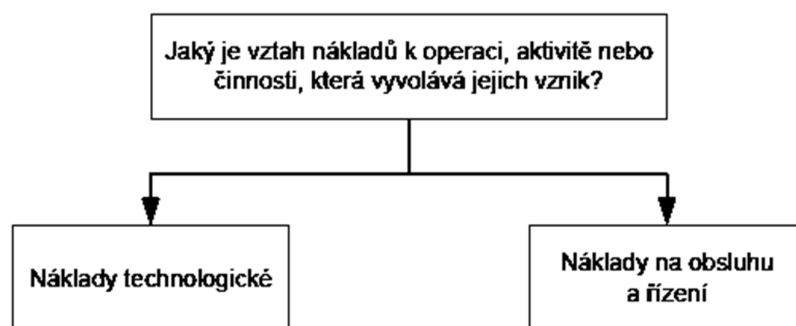 Jaký je vztah nákladů k operaci, aktivitě nebo
činnosti, která vyvolává jejich vznik?
Náklady technologické
Náklady na obsluhu
a řízení